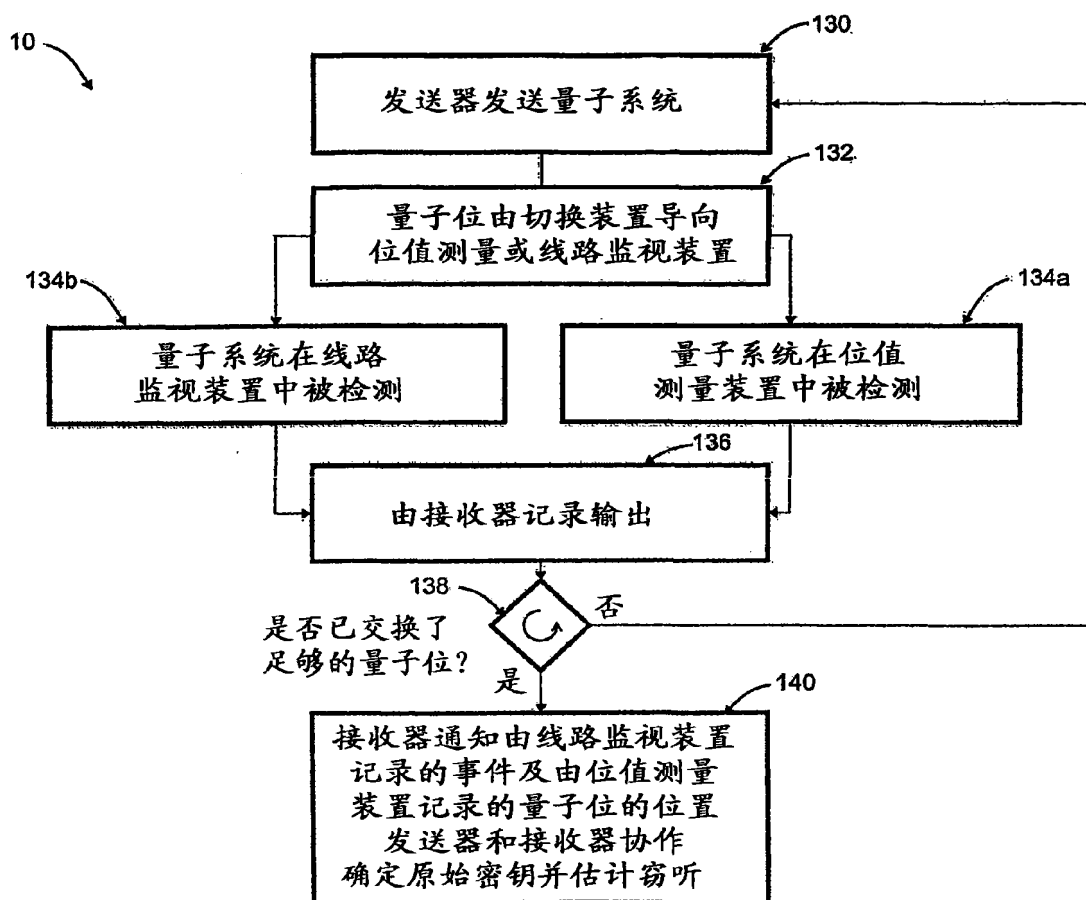 10
130
发送器发送量子系统
132
量子位由切换装置导向
位值测量或线路监视装置
134b
134a
量子系统在线路
监视装置中被检测
量子系统在位值
测量装置中被检测
136
由接收器记录输出
138
否
是否已交换了
足够的量子位?
是
140
接收器通知由线路监视装置
记录的事件及由位值测量
装置记录的量子位的位置
发送器和接收器协作
确定原始密钥并估计窃听